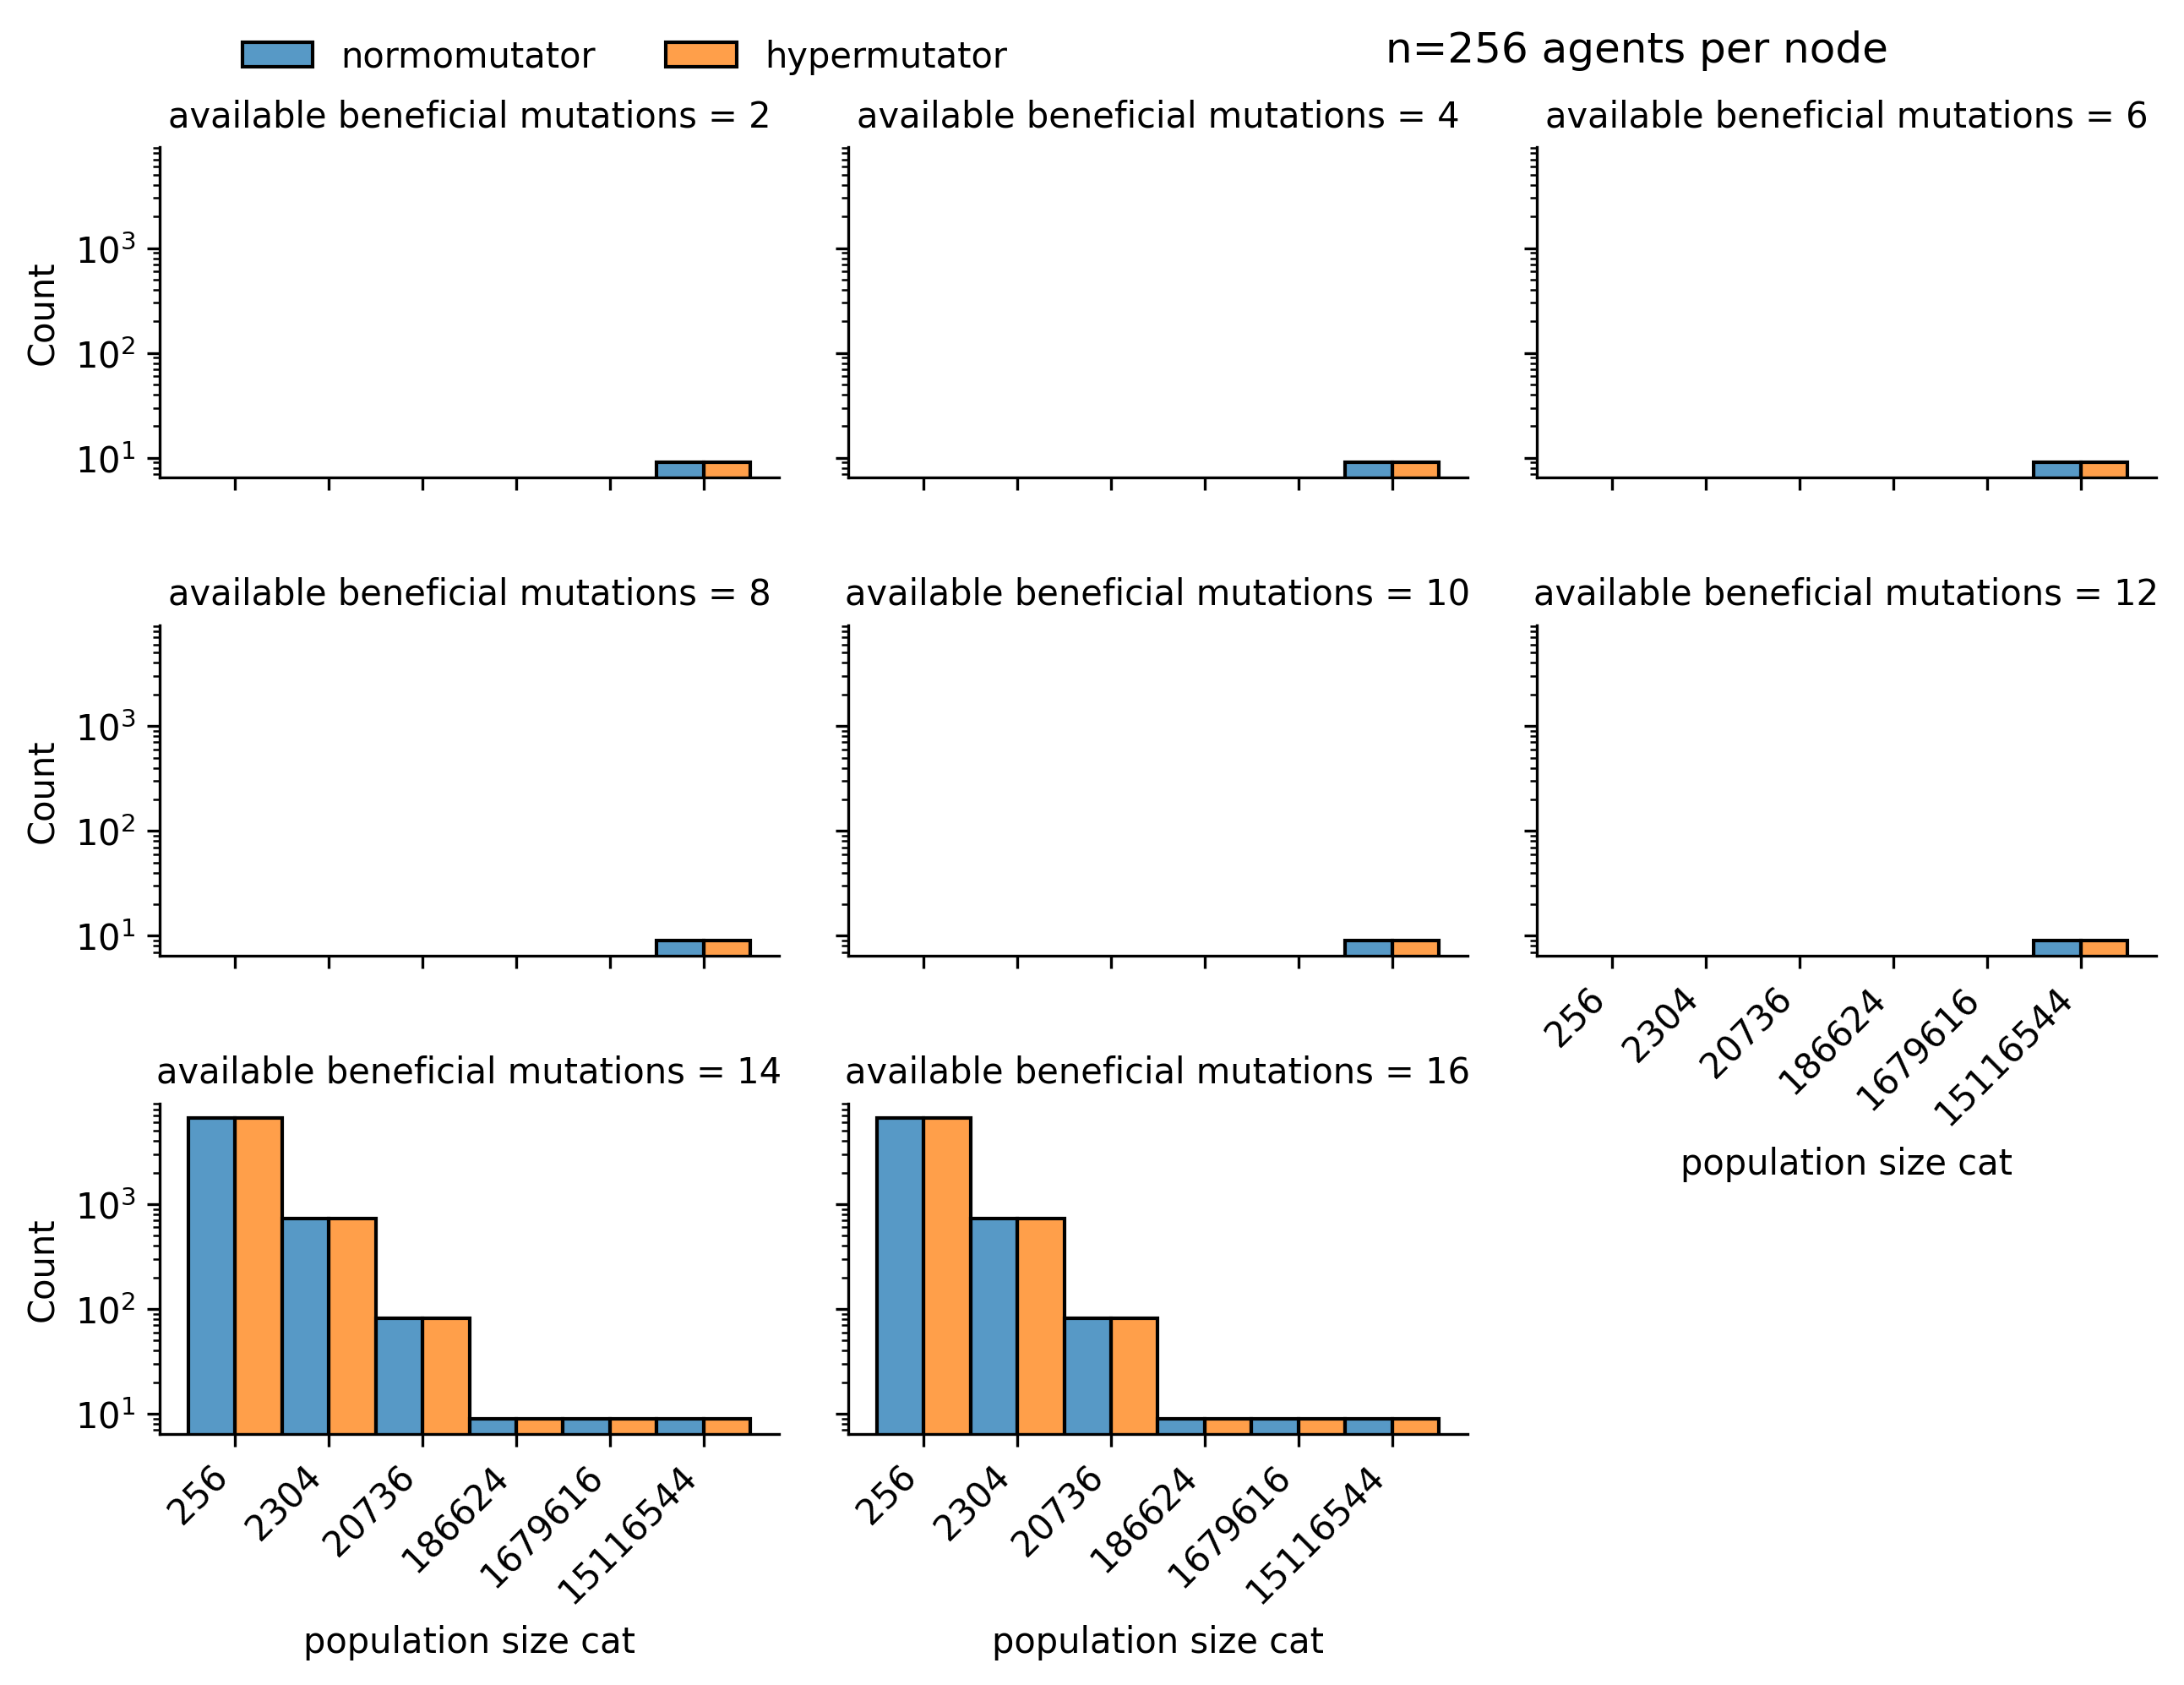 normomutator
hypermutator
n=256 agents per node
available beneficial mutations = 2
available beneficial mutations = 4
available beneficial mutations = 6
Count
10³
10²
10¹
available beneficial mutations = 8
available beneficial mutations = 10
available beneficial mutations = 12
Count
10³
10²
10¹
256
2304
20736
186624
1679616
15116544
population size cat
available beneficial mutations = 14
available beneficial mutations = 16
Count
10³
10²
10¹
256
2304
20736
186624
1679616
15116544
population size cat
256
2304
20736
186624
1679616
15116544
population size cat